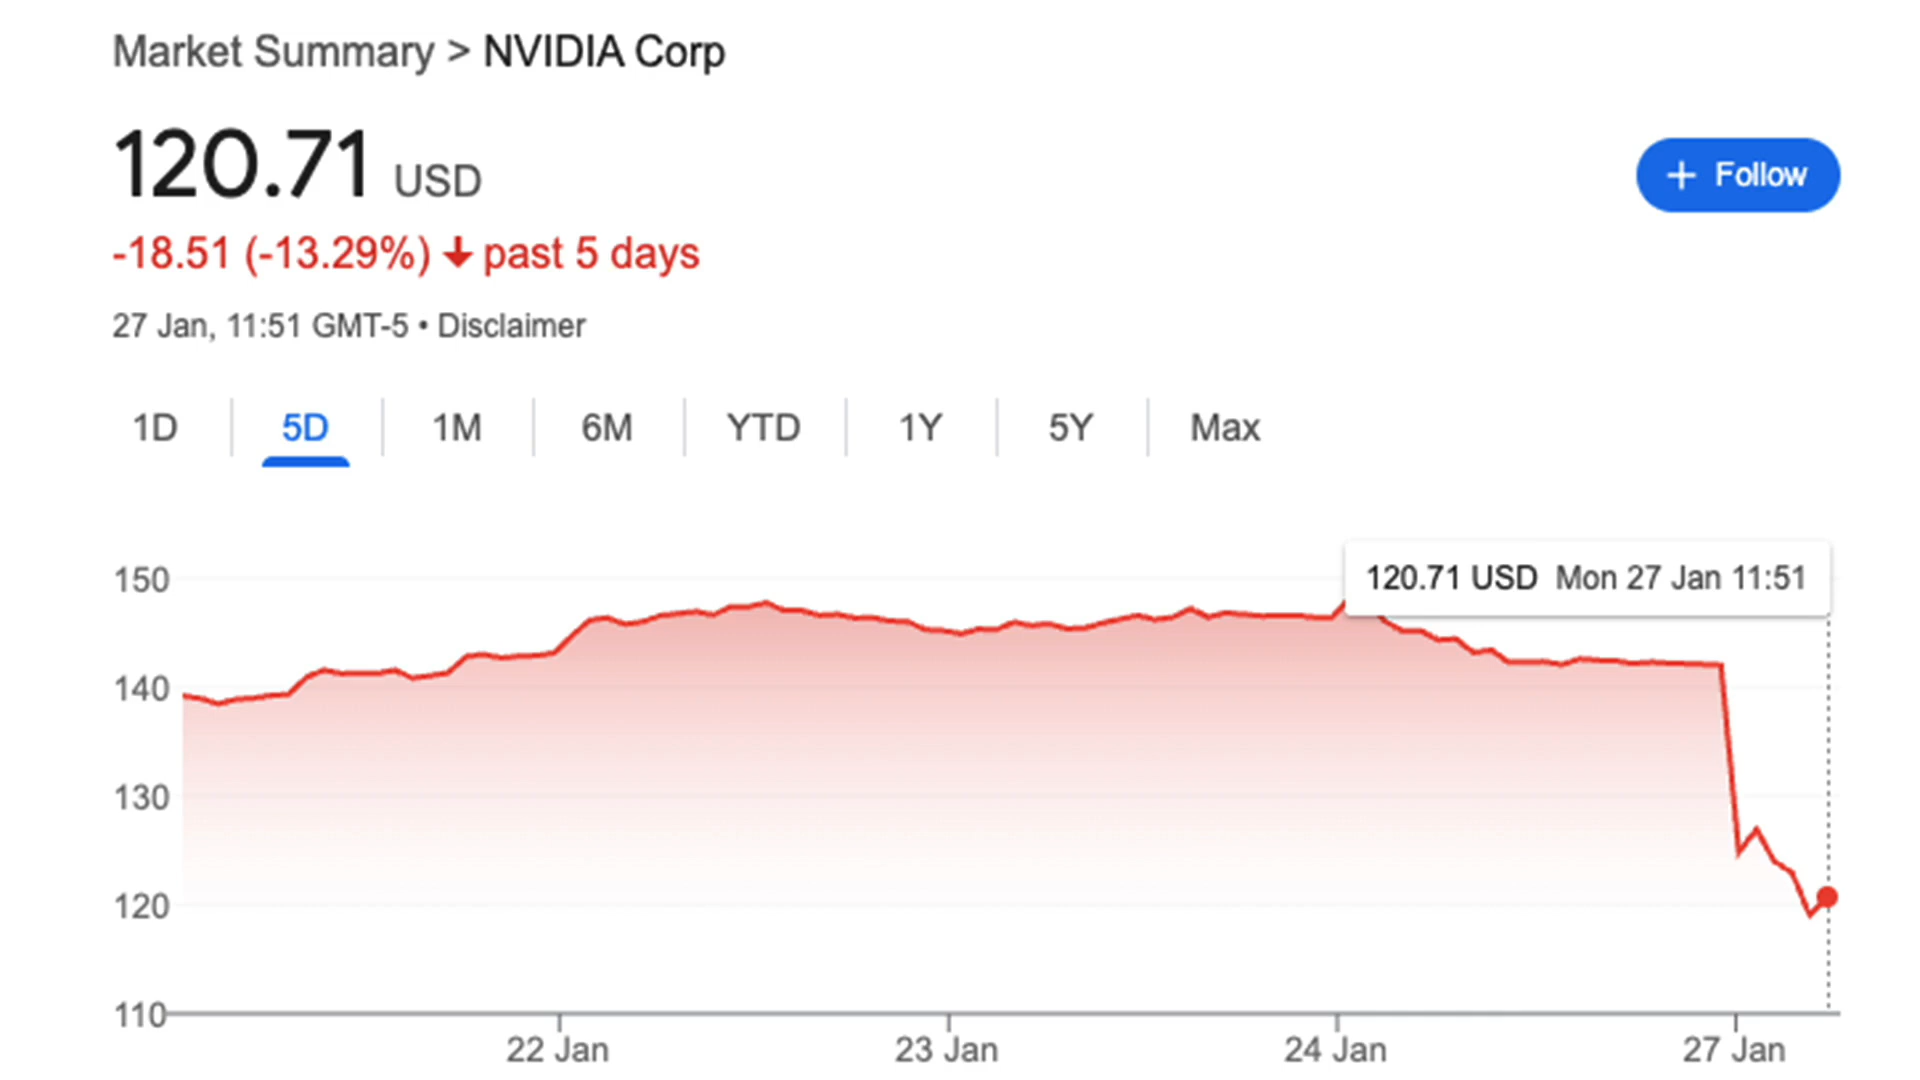 Market Summary > NVIDIA Corp
120.71 USD
+ Follow
-18.51 (-13.29%) ↓ past 5 days
27 Jan, 11:51 GMT-5 • Disclaimer
1D 5D 1M 6M YTD 1Y 5Y Max
120.71 USD Mon 27 Jan 11:51
150
140
130
120
110
22 Jan 23 Jan 24 Jan 27 Jan